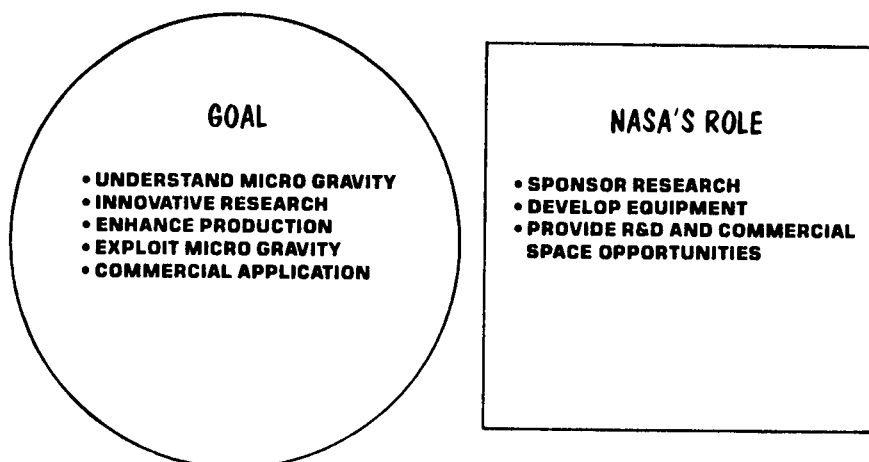 GOAL
• UNDERSTAND MICRO GRAVITY
• INNOVATIVE RESEARCH
• ENHANCE PRODUCTION
• EXPLOIT MICRO GRAVITY
• COMMERCIAL APPLICATION
NASA'S ROLE
• SPONSOR RESEARCH
• DEVELOP EQUIPMENT
• PROVIDE R&D AND COMMERCIAL
SPACE OPPORTUNITIES